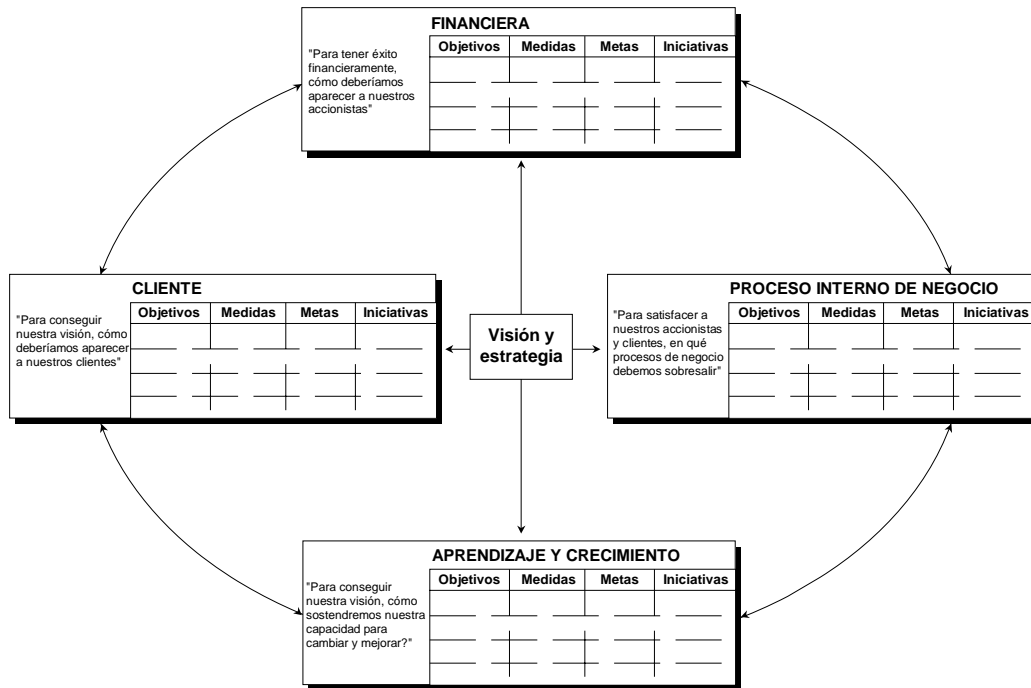 FINANCIERA
"Para tener éxito
financieramente,
cómo deberíamos
aparecer a nuestros
accionistas"
Objetivos Medidas Metas Iniciativas
CLIENTE
"Para conseguir
nuestra visión, cómo
deberíamos aparecer
a nuestros clientes"
Objetivos Medidas Metas Iniciativas
Visión y
estrategia
PROCESO INTERNO DE NEGOCIO
"Para satisfacer a
nuestros accionistas
y clientes, en qué
procesos de negocio
debemos sobresalir"
Objetivos Medidas Metas Iniciativas
APRENDIZAJE Y CRECIMIENTO
"Para conseguir
nuestra visión, cómo
sostendremos nuestra
capacidad para
cambiar y mejorar?"
Objetivos Medidas Metas Iniciativas